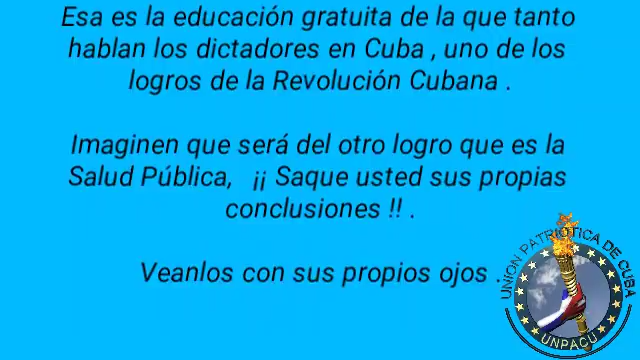 Esa es la educación gratuita de la que tanto
hablan los dictadores en Cuba , uno de los
logros de la Revolución Cubana .
Imaginen que será del otro logro que es la
Salud Pública, ¡¡ Saque usted sus propias
conclusiones !! .
Veanlos con sus propios ojos .
UNION PATRIOTICA DE CUBA
UNPACU